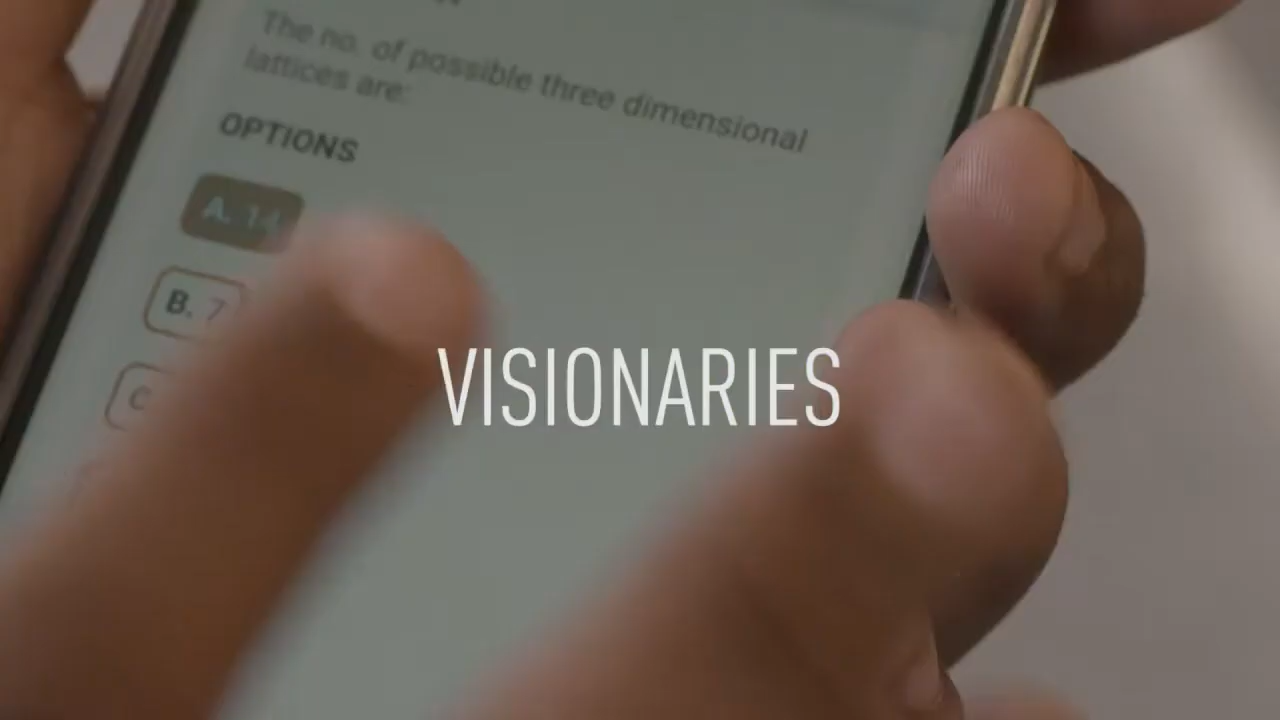 The no. of possible three dimensional
lattices are:
OPTIONS
A. 14
B. 7
C
VISIONARIES